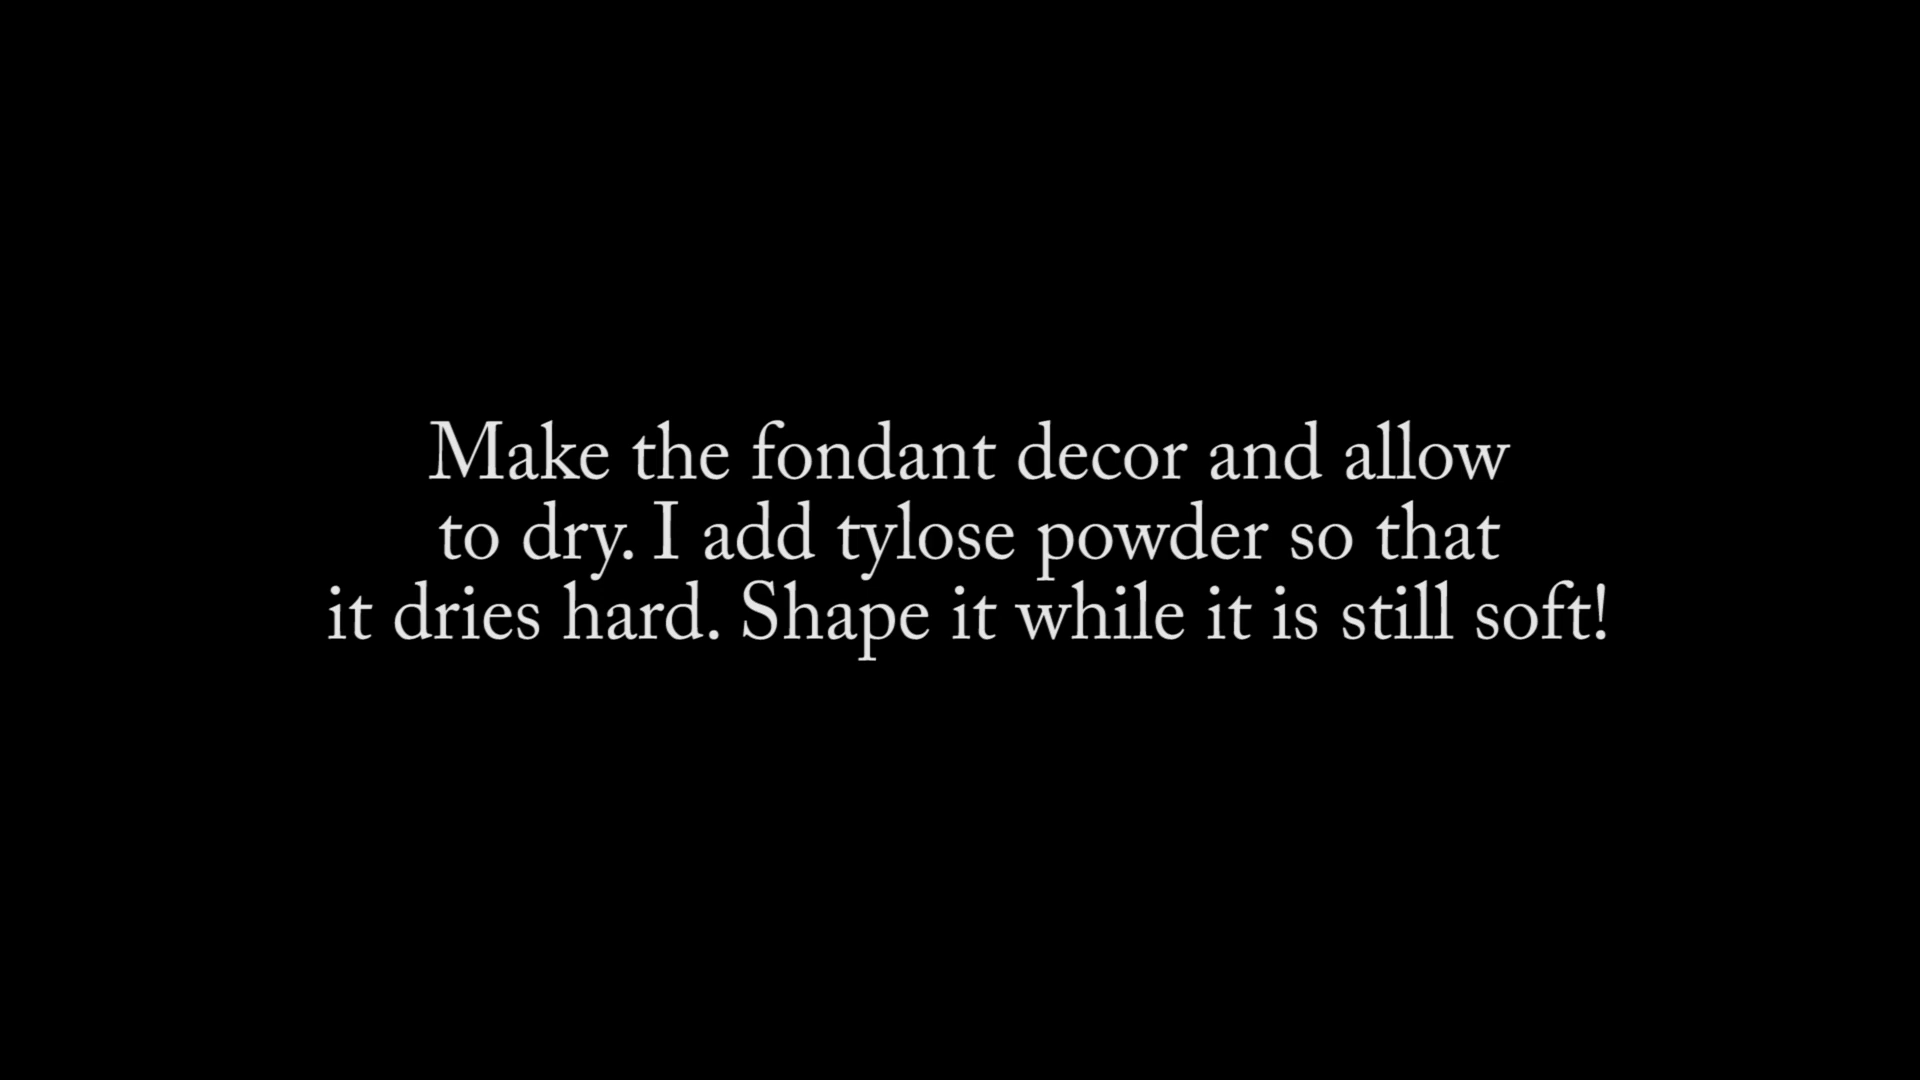 Make the fondant decor and allow
to dry. I add tylose powder so that
it dries hard. Shape it while it is still soft!